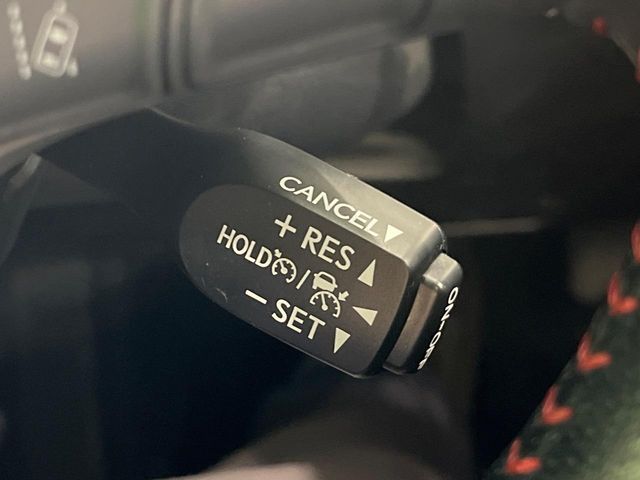 CANCEL▼
+ RES ▲
HOLD /
− SET ▼
ON-OFF